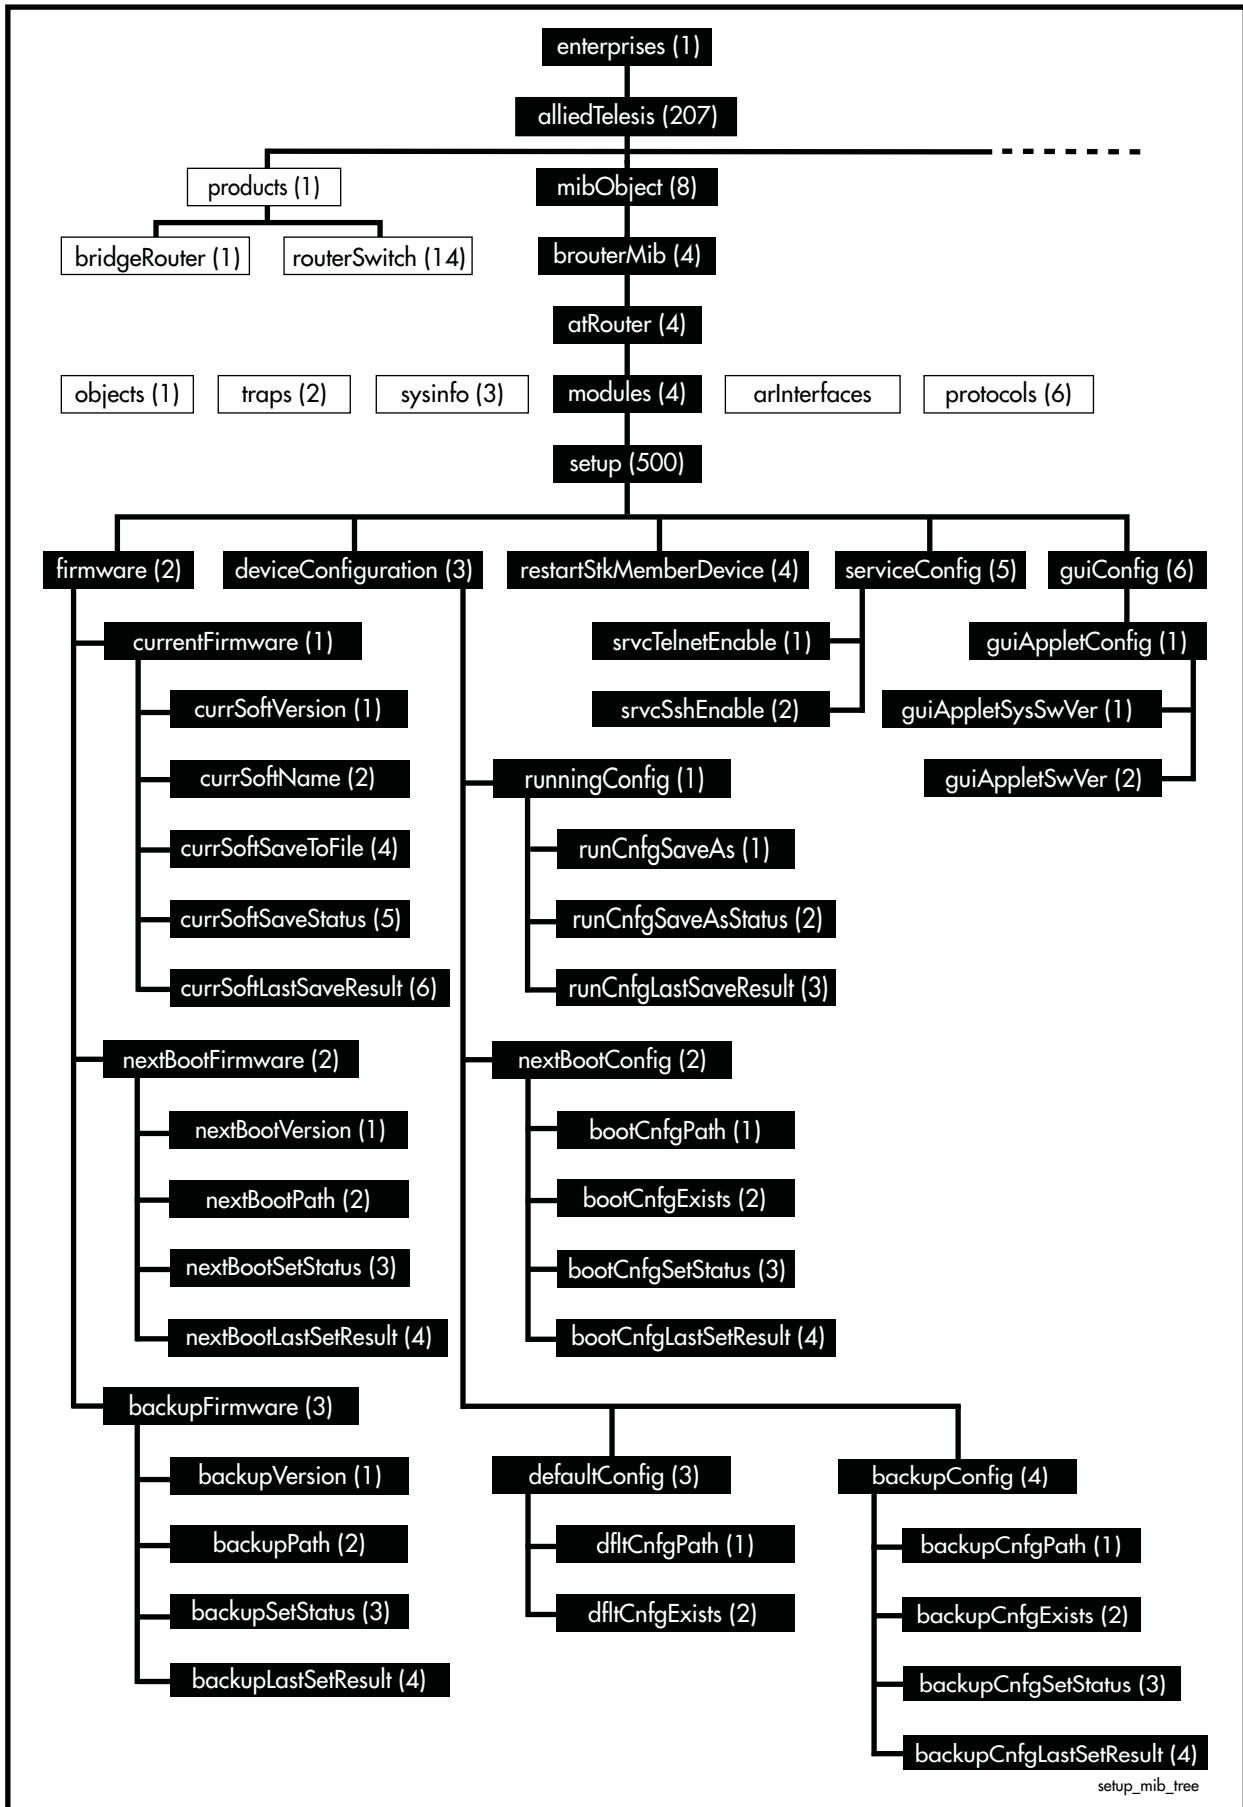 enterprises (1)
alliedTelesis (207)
products (1)
mibObject (8)
bridgeRouter (1)
routerSwitch (14)
brouterMib (4)
atRouter (4)
objects (1)
traps (2)
sysinfo (3)
modules (4)
arInterfaces
protocols (6)
setup (500)
firmware (2)
deviceConfiguration (3)
restartStkMemberDevice (4)
serviceConfig (5)
guiConfig (6)
currentFirmware (1)
srvcTelnetEnable (1)
guiAppletConfig (1)
currSoftVersion (1)
srvcSshEnable (2)
guiAppletSysSwVer (1)
currSoftName (2)
runningConfig (1)
guiAppletSwVer (2)
currSoftSaveToFile (4)
runCnfgSaveAs (1)
currSoftSaveStatus (5)
runCnfgSaveAsStatus (2)
currSoftLastSaveResult (6)
runCnfgLastSaveResult (3)
nextBootFirmware (2)
nextBootConfig (2)
nextBootVersion (1)
bootCnfgPath (1)
nextBootPath (2)
bootCnfgExists (2)
nextBootSetStatus (3)
bootCnfgSetStatus (3)
nextBootLastSetResult (4)
bootCnfgLastSetResult (4)
backupFirmware (3)
backupVersion (1)
defaultConfig (3)
backupConfig (4)
backupPath (2)
dfltCnfgPath (1)
backupCnfgPath (1)
backupSetStatus (3)
dfltCnfgExists (2)
backupCnfgExists (2)
backupLastSetResult (4)
backupCnfgSetStatus (3)
backupCnfgLastSetResult (4)
setup_mib_tree